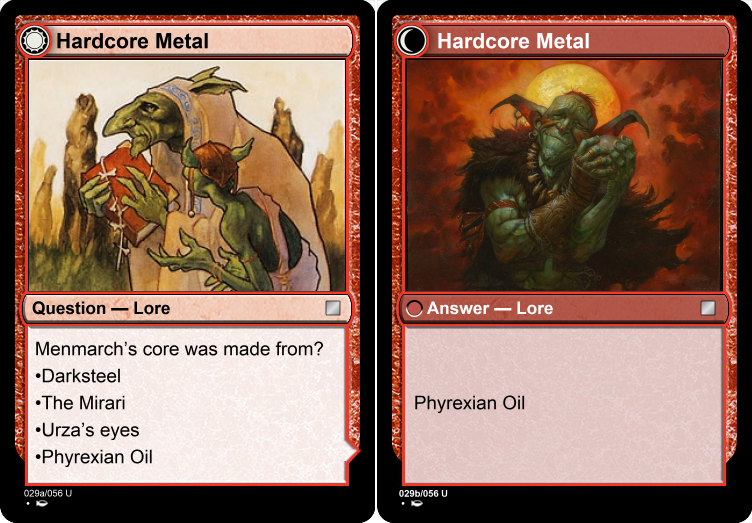 Hardcore Metal
Question — Lore
Menmarch's core was made from?
•Darksteel
•The Mirari
•Urza's eyes
•Phyrexian Oil
029a/056 U
Hardcore Metal
Answer — Lore
Phyrexian Oil
029b/056 U